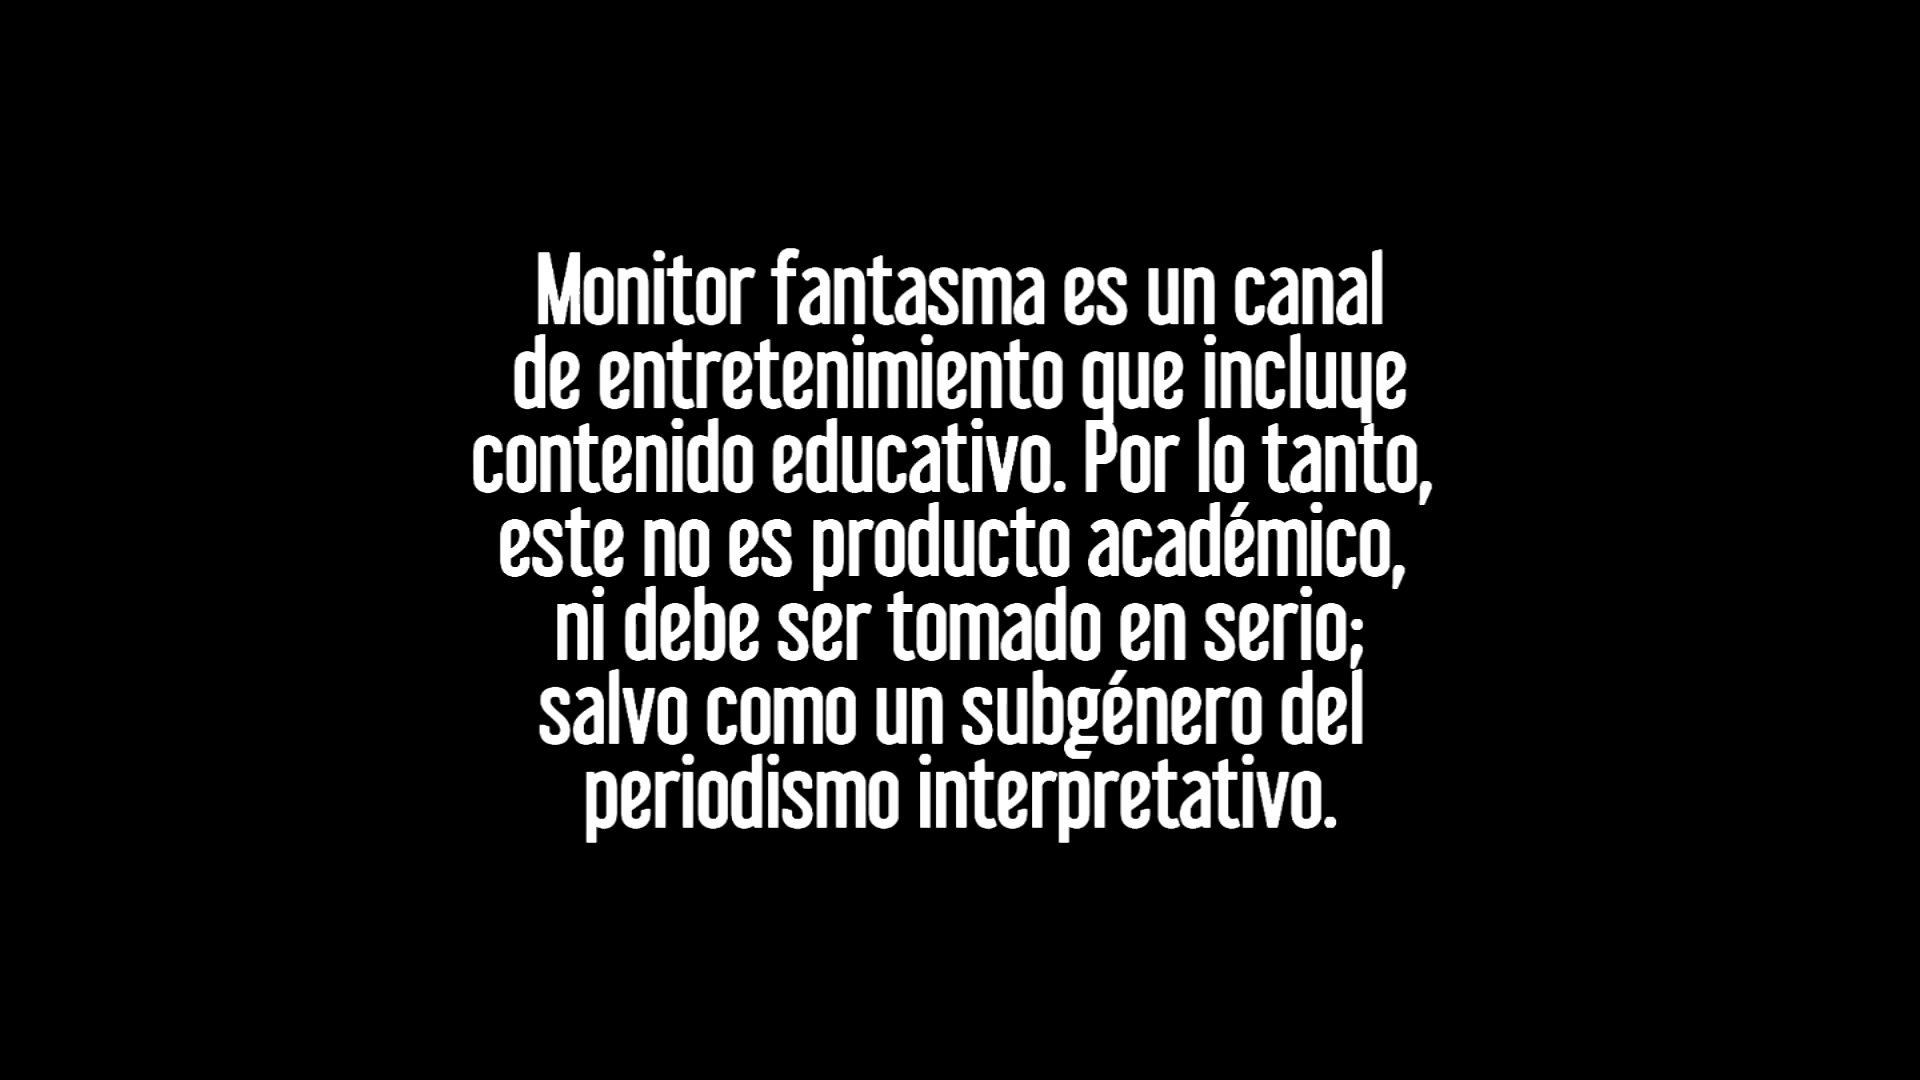 Monitor fantasma es un canal
de entretenimiento que incluye
contenido educativo. Por lo tanto,
este no es producto académico,
ni debe ser tomado en serio;
salvo como un subgénero del
periodismo interpretativo.